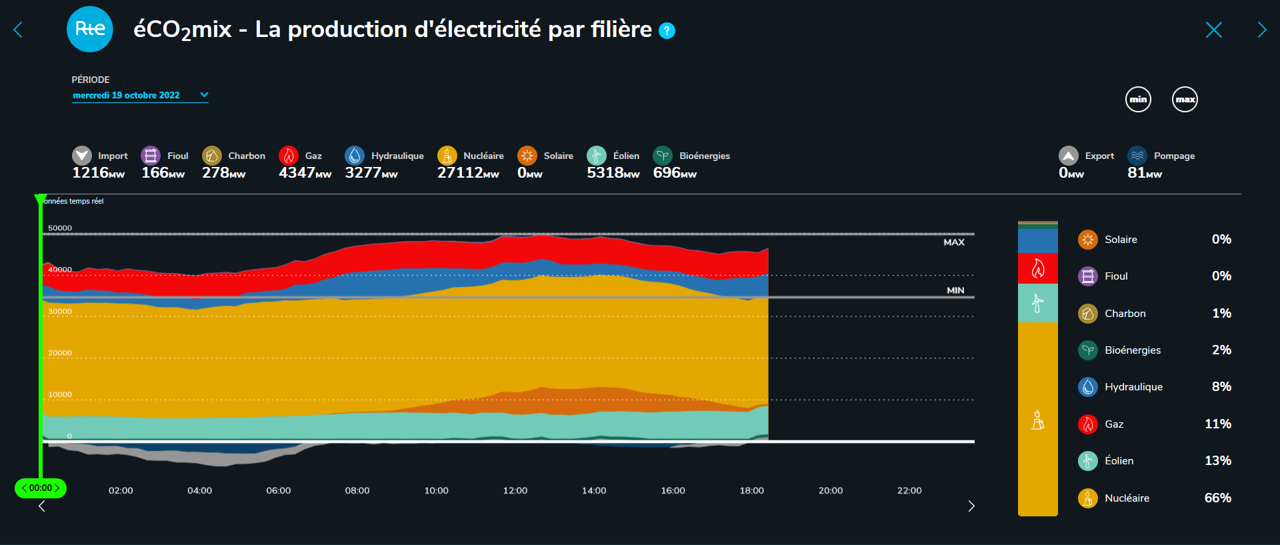 Rte
éCO2mix - La production d'électricité par filière ?
PÉRIODE
mercredi 19 octobre 2022
min max
Import Fioul Charbon Gaz Hydraulique Nucléaire Solaire Éolien Bioénergies Export Pompage
1216MW 166MW 278MW 4347MW 3277MW 27112MW 0MW 5318MW 696MW 0MW 81MW
onnées temps réel
50000
MAX
40000
MIN
30000
20000
10000
0
00:00 02:00 04:00 06:00 08:00 10:00 12:00 14:00 16:00 18:00 20:00 22:00
Solaire 0%
Fioul 0%
Charbon 1%
Bioénergies 2%
Hydraulique 8%
Gaz 11%
Éolien 13%
Nucléaire 66%